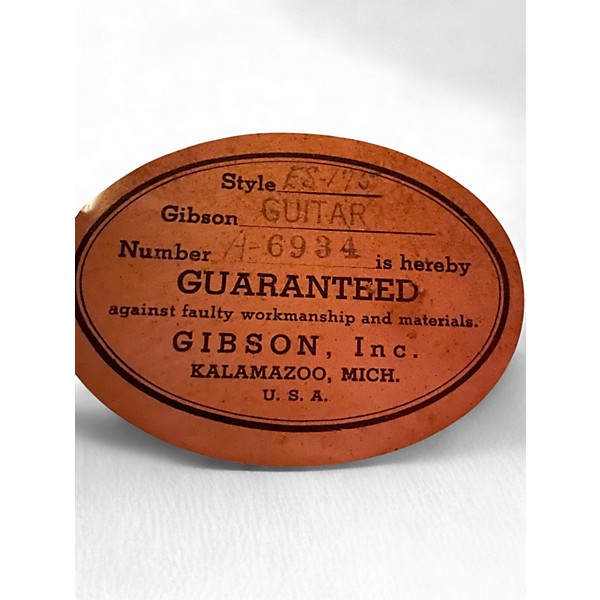 Style ES-175
Gibson GUITAR
Number A-6934 is hereby
GUARANTEED
against faulty workmanship and materials.
GIBSON, Inc.
KALAMAZOO, MICH.
U. S. A.